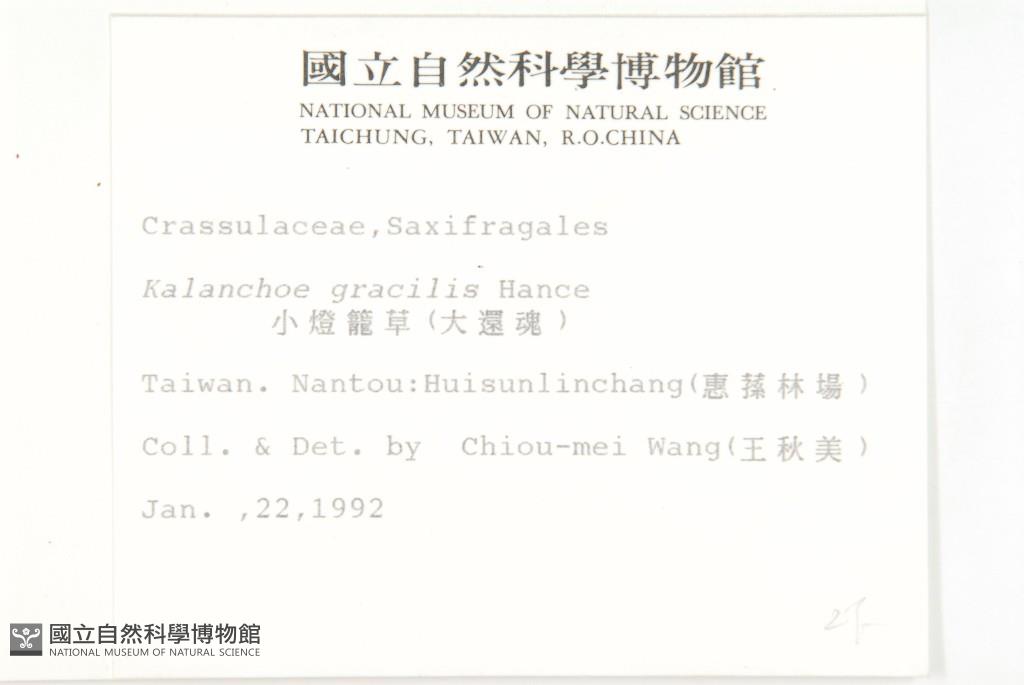 國立自然科學博物館
NATIONAL MUSEUM OF NATURAL SCIENCE
TAICHUNG, TAIWAN, R.O.CHINA
Crassulaceae,Saxifragales
Kalanchoe gracilis Hance
小燈籠草(大還魂)
Taiwan. Nantou:Huisunlinchang(惠蓀林場)
Coll. & Det. by Chiou-mei Wang(王秋美)
Jan. ,22,1992
國立自然科學博物館
NATIONAL MUSEUM OF NATURAL SCIENCE